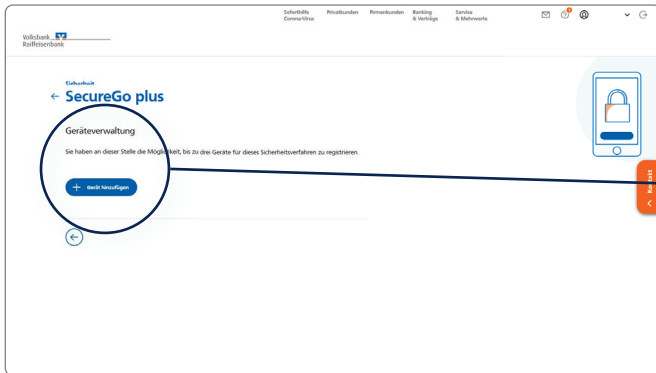 Soforthilfe Corona-Virus
Privatkunden
Firmenkunden
Banking & Verträge
Service & Mehrwerte
Volksbank
Raiffeisenbank
Sicherheit
SecureGo plus
Geräteverwaltung
Sie haben an dieser Stelle die Möglichkeit, bis zu drei Geräte für dieses Sicherheitsverfahren zu registrieren.
Gerät hinzufügen
Kontakt